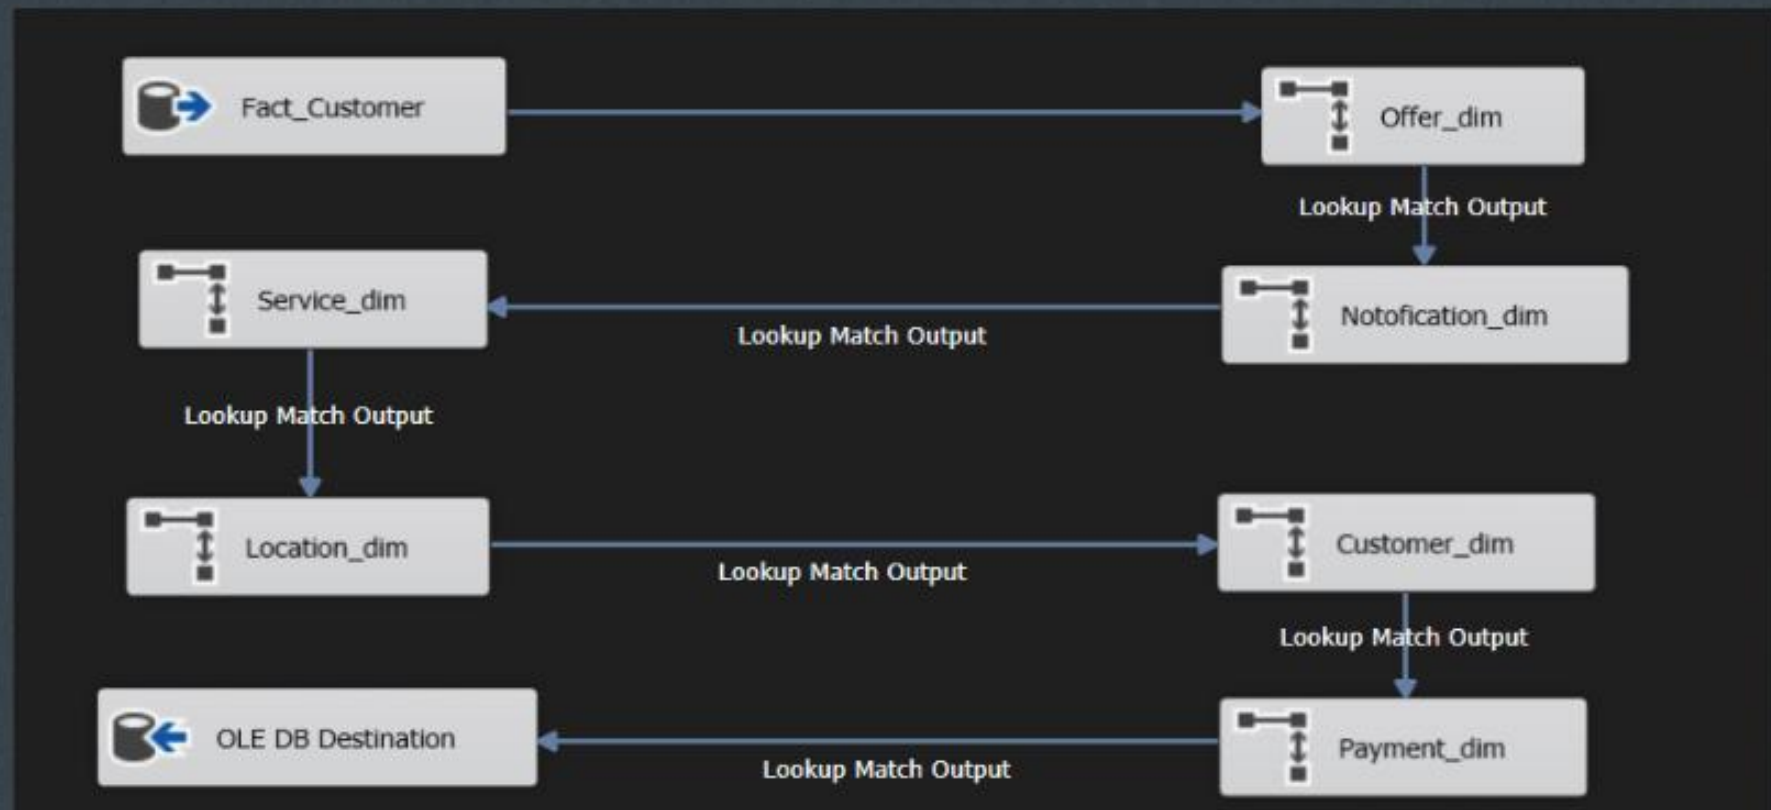 Fact_Customer
Offer_dim
Lookup Match Output
Notofication_dim
Lookup Match Output
Service_dim
Lookup Match Output
Location_dim
Lookup Match Output
Customer_dim
Lookup Match Output
Payment_dim
Lookup Match Output
OLE DB Destination